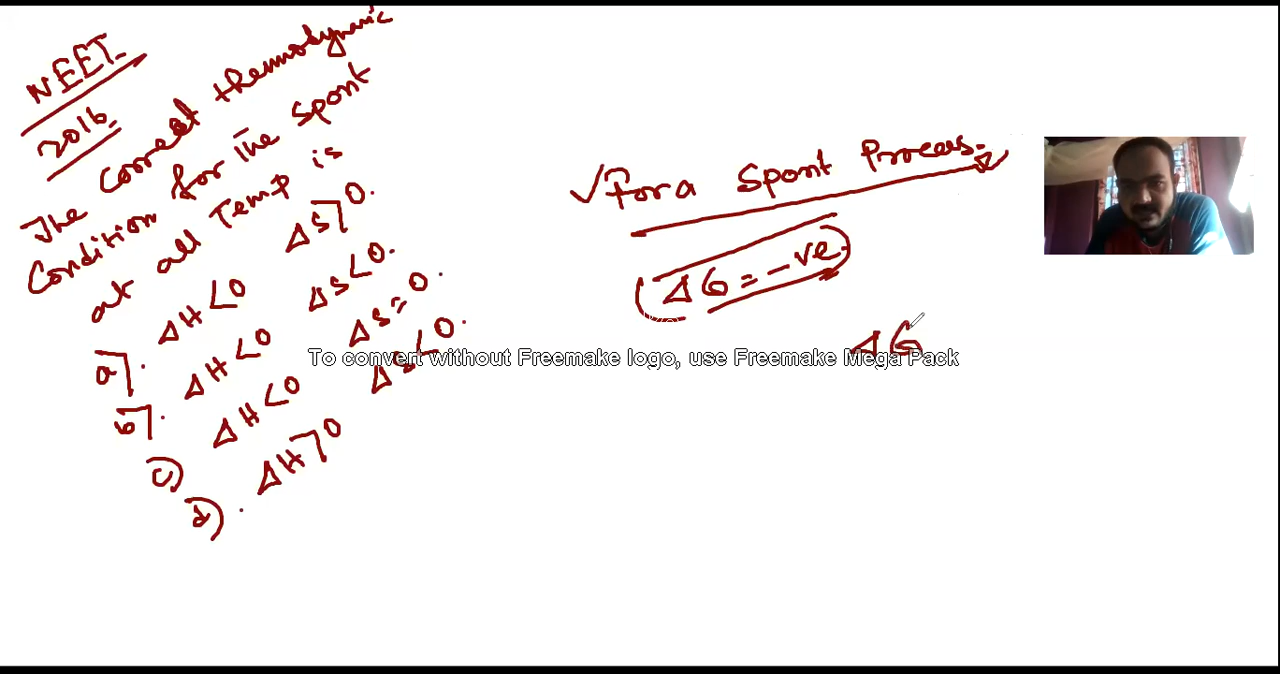 NEET
2016
The Correct thermodynamic
Condition for the Spont
at all Temp is
a). ΔH<0 ΔS>0.
b). ΔH<0 ΔS<0.
c) ΔH<0 ΔS=0.
d). ΔH>0 ΔS<0.
✓For a Spont Process.
ΔG = -ve.
ΔG
To convert without Freemake logo, use Freemake Mega Pack